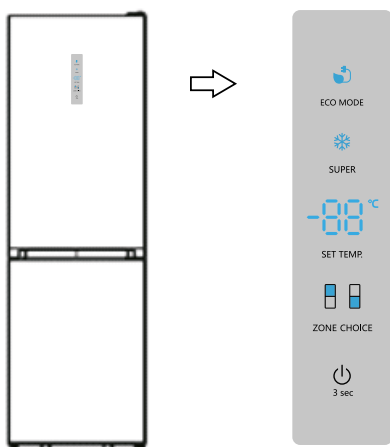 ECO MODE
SUPER
-88 °C
SET TEMP.
ZONE CHOICE
3 sec